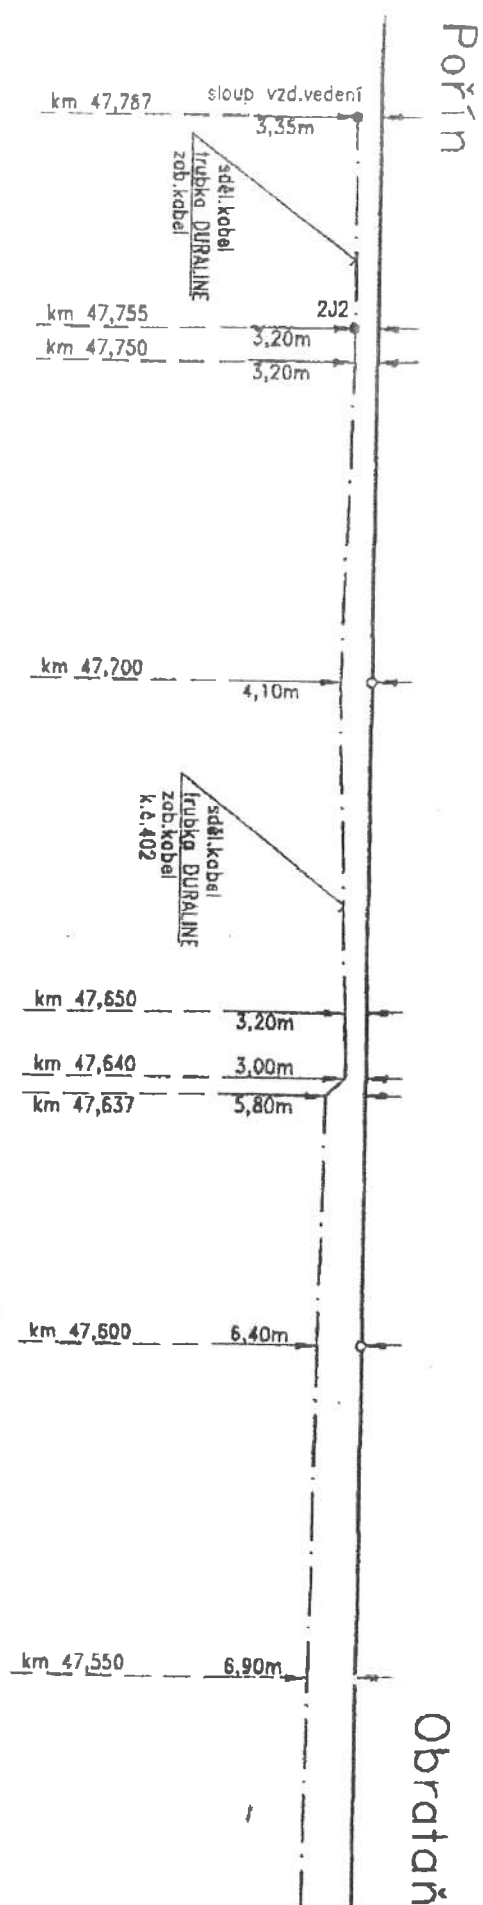 Pořín
km 47,787
sloup vzd.vedení
3,35m
sděl.kabel
trubka DURALINE
zab.kabel
km 47,755
2J2
3,20m
km 47,750
3,20m
km 47,700
4,10m
sděl.kabel
trubka DURALINE
zab.kabel
k.č.402
km 47,650
3,20m
km 47,640
3,00m
km 47,637
5,80m
km 47,600
6,40m
km 47,550
6,90m
Obrataň